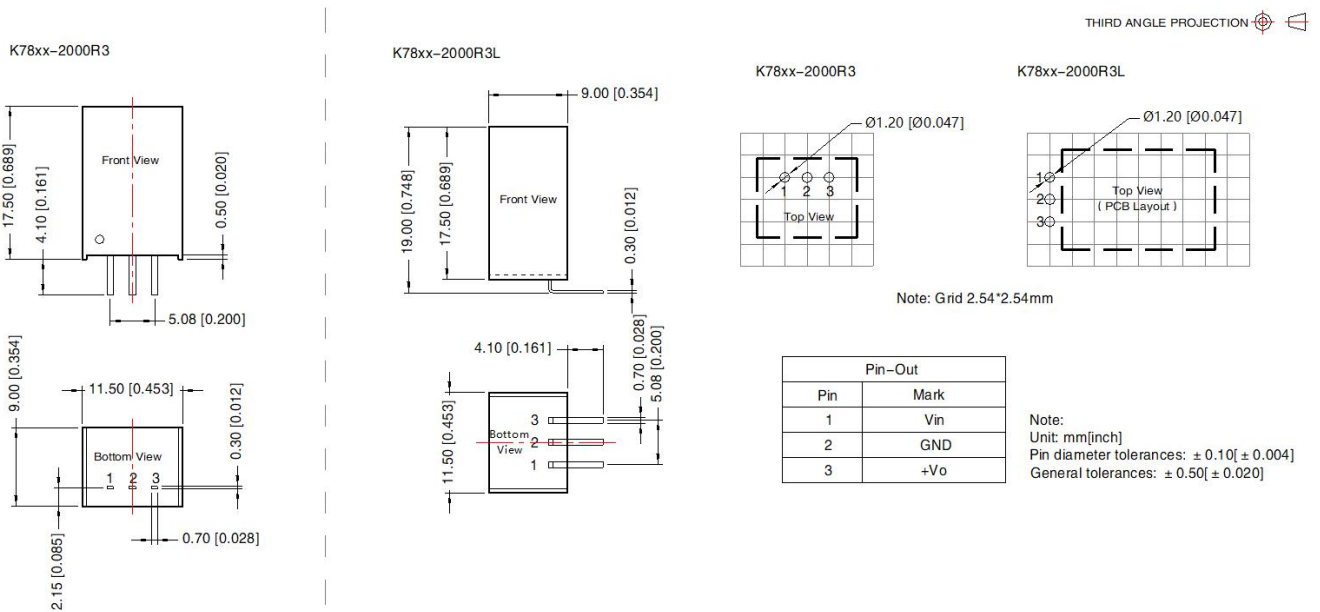 THIRD ANGLE PROJECTION
K78xx−2000R3
Front View
17.50 [0.689]
4.10 [0.161]
0.50 [0.020]
5.08 [0.200]
9.00 [0.354]
11.50 [0.453]
0.30 [0.012]
Bottom View
1 2 3
0.70 [0.028]
2.15 [0.085]
K78xx−2000R3L
9.00 [0.354]
Front View
19.00 [0.748]
17.50 [0.689]
0.30 [0.012]
4.10 [0.161]
0.70 [0.028]
5.08 [0.200]
11.50 [0.453]
Bottom
View
3
2
1
K78xx−2000R3
Ø1.20 [Ø0.047]
1 2 3
Top View
K78xx−2000R3L
Ø1.20 [Ø0.047]
1
2
3
Top View
( PCB Layout )
Note: Grid 2.54*2.54mm
Pin−Out
Pin Mark
1 Vin
2 GND
3 +Vo
Note:
Unit: mm[inch]
Pin diameter tolerances: ± 0.10[ ± 0.004]
General tolerances: ± 0.50[ ± 0.020]